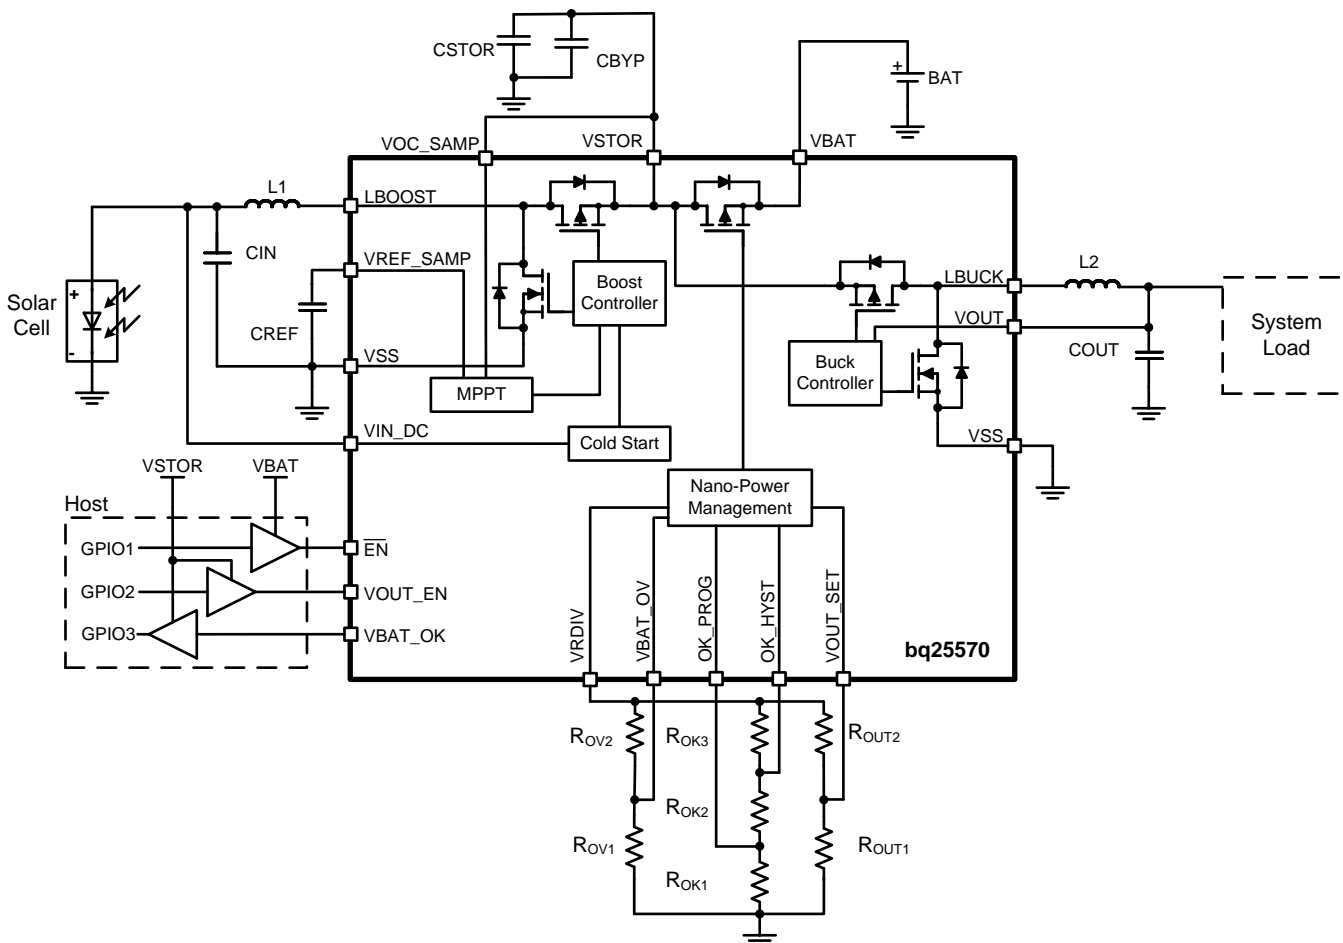 CSTOR
CBYP
+
BAT
VOC_SAMP
VSTOR
VBAT
L1
LBOOST
CIN
VREF_SAMP
Boost
Controller
LBUCK
L2
Solar
Cell
+
-
CREF
VOUT
System
Load
VSS
MPPT
Buck
Controller
COUT
VIN_DC
Cold Start
VSS
VSTOR
VBAT
Nano-Power
Management
Host
GPIO1
EN
GPIO2
VOUT_EN
GPIO3
VBAT_OK
VRDIV
VBAT_OV
OK_PROG
OK_HYST
VOUT_SET
bq25570
ROV2
ROK3
ROUT2
ROK2
ROV1
ROUT1
ROK1